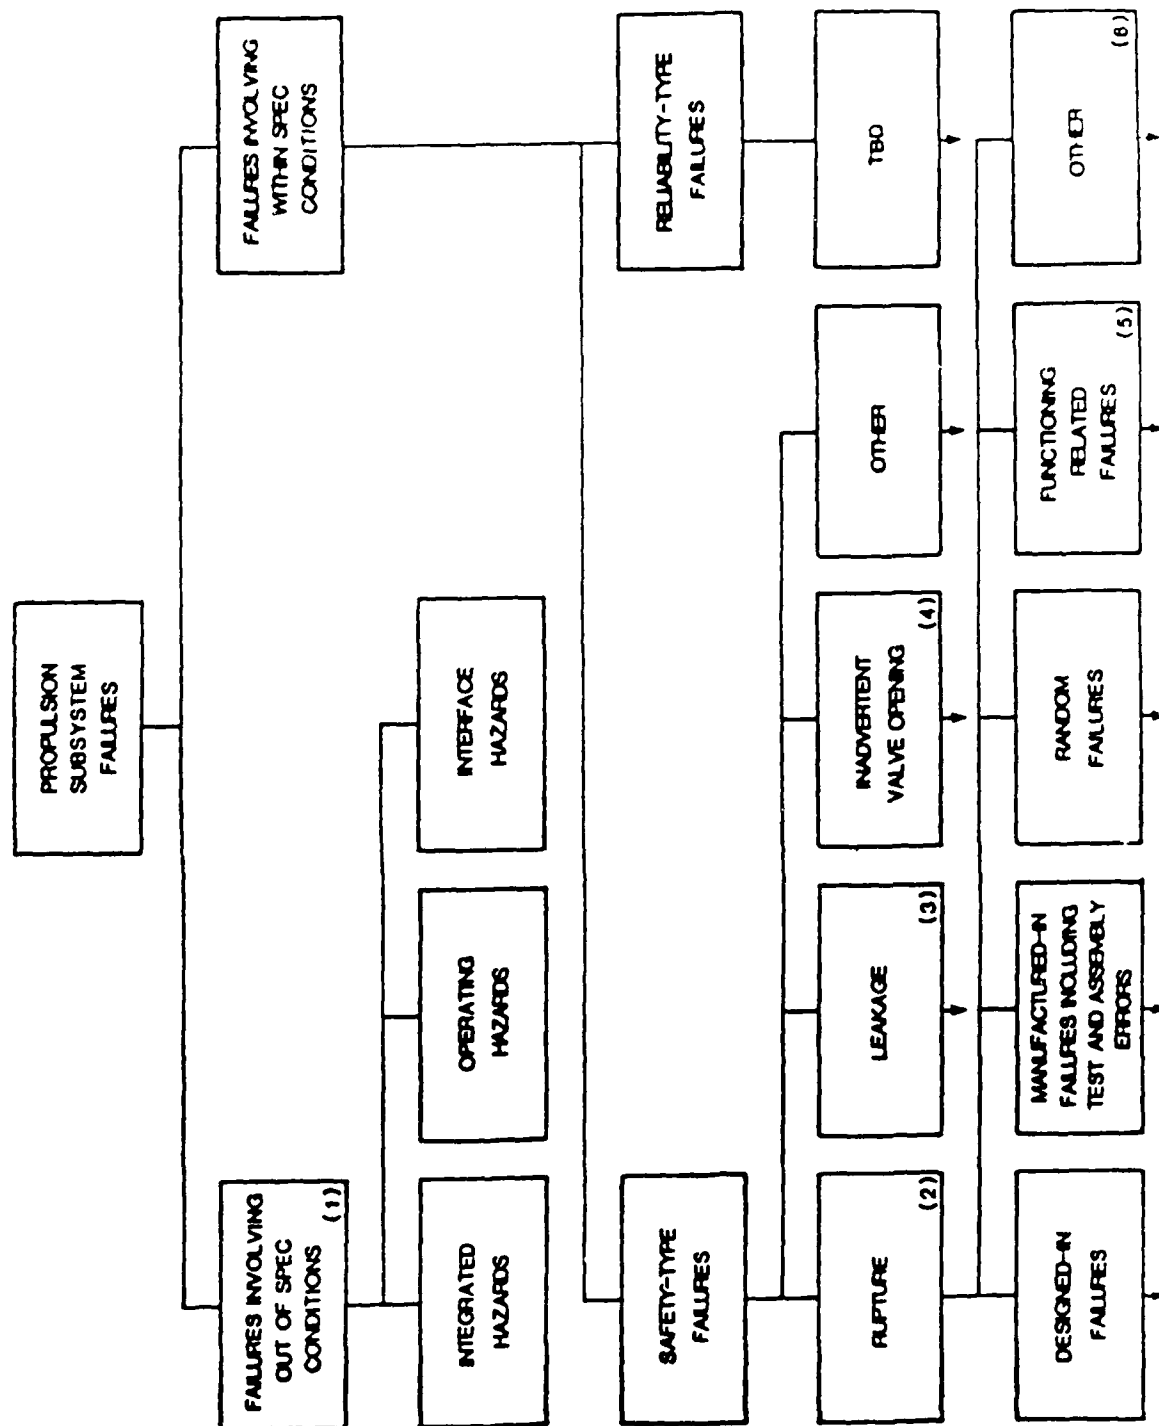 PROPULSION
SUBSYSTEM
FAILURES
FAILURES INVOLVING
OUT OF SPEC
CONDITIONS
(1)
FAILURES INVOLVING
WITHIN SPEC
CONDITIONS
INTEGRATED
HAZARDS
OPERATING
HAZARDS
INTERFACE
HAZARDS
SAFETY-TYPE
FAILURES
RELIABILITY-TYPE
FAILURES
RUPTURE
(2)
LEAKAGE
(3)
INADVERTENT
VALVE OPENING
(4)
OTHER
TBD
DESIGNED-IN
FAILURES
MANUFACTURED-IN
FAILURES INCLUDING
TEST AND ASSEMBLY
ERRORS
RANDOM
FAILURES
FUNCTIONING
RELATED
FAILURES
(5)
OTHER
(6)